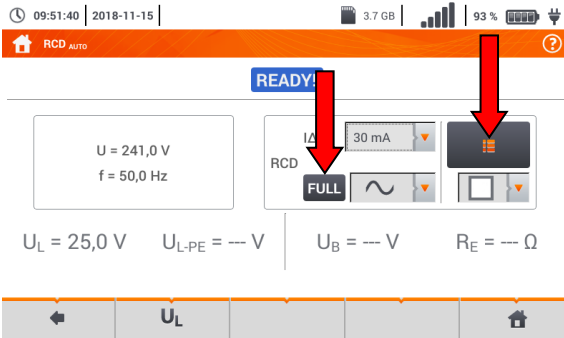 09:51:40 2018-11-15 3.7 GB 93 %
RCD AUTO ?
READY!
U = 241,0 V
f = 50,0 Hz
30 mA
RCD
FULL
UL = 25,0 V UL-PE = --- V UB = --- V RE = --- Ω
UL